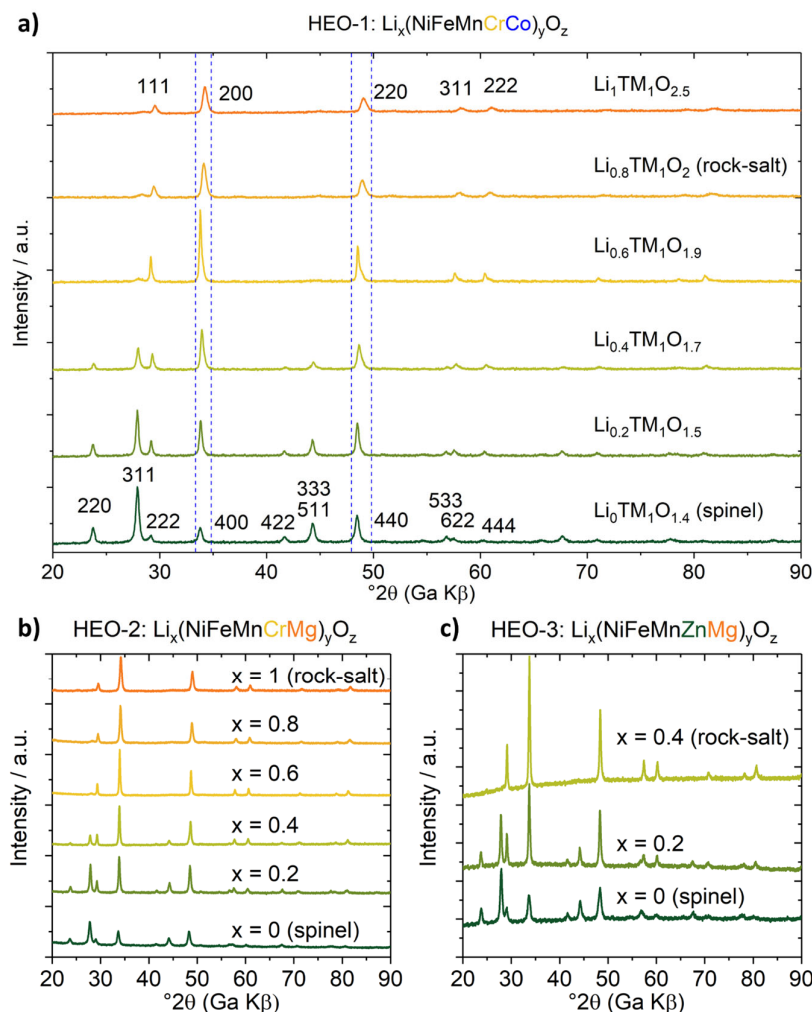 a)
HEO-1: Liₓ(NiFeMnCrCo)ᵧO_z
Intensity / a.u.
111
200
220
311
222
Li₁TM₁O₂.₅
Li₀.₈TM₁O₂ (rock-salt)
Li₀.₆TM₁O₁.₉
Li₀.₄TM₁O₁.₇
Li₀.₂TM₁O₁.₅
220
311
222
400
422
333
511
440
533
622
444
Li₀TM₁O₁.₄ (spinel)
20 30 40 50 60 70 80 90
°2θ (Ga Kβ)
b)
HEO-2: Liₓ(NiFeMnCrMg)ᵧO_z
Intensity / a.u.
x = 1 (rock-salt)
x = 0.8
x = 0.6
x = 0.4
x = 0.2
x = 0 (spinel)
20 30 40 50 60 70 80 90
°2θ (Ga Kβ)
c)
HEO-3: Liₓ(NiFeMnZnMg)ᵧO_z
Intensity / a.u.
x = 0.4 (rock-salt)
x = 0.2
x = 0 (spinel)
20 30 40 50 60 70 80 90
°2θ (Ga Kβ)